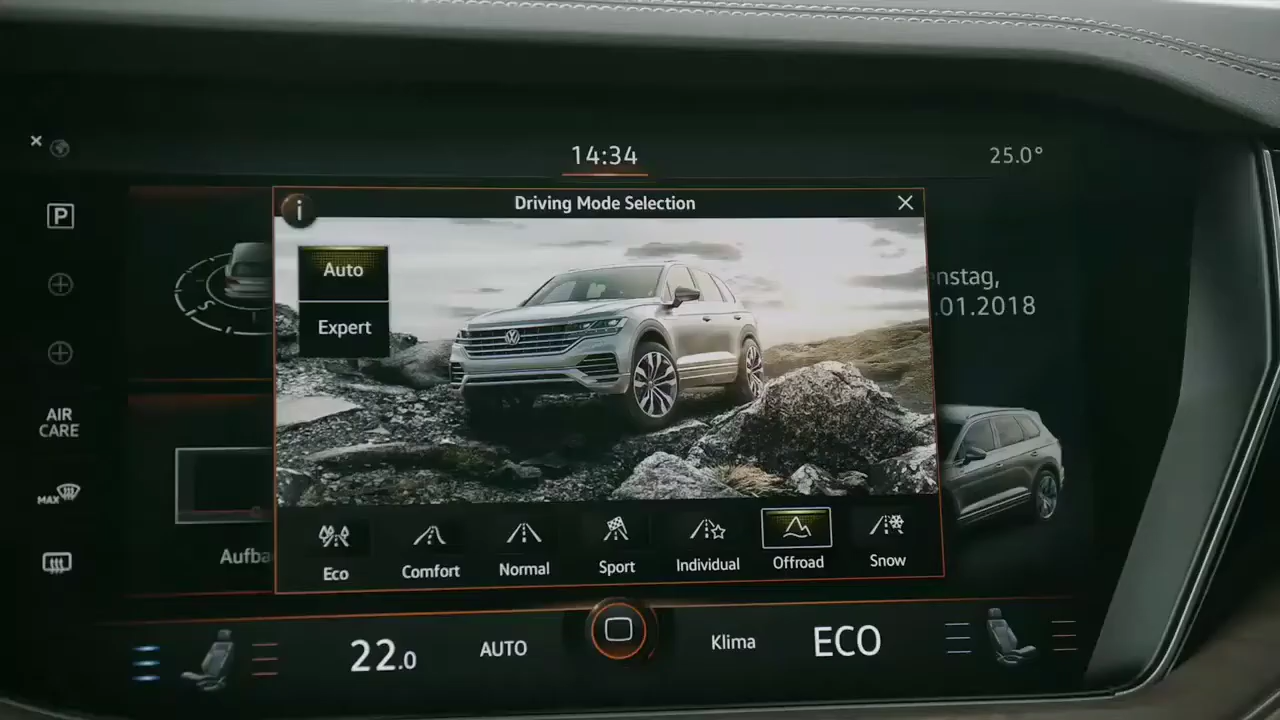 14:34
25.0°
P
i
Driving Mode Selection
Auto
Expert
nstag,
.01.2018
AIR
CARE
MAX
S
Aufba
Eco
Comfort
Normal
Sport
Individual
Offroad
Snow
22.0
AUTO
Klima
ECO